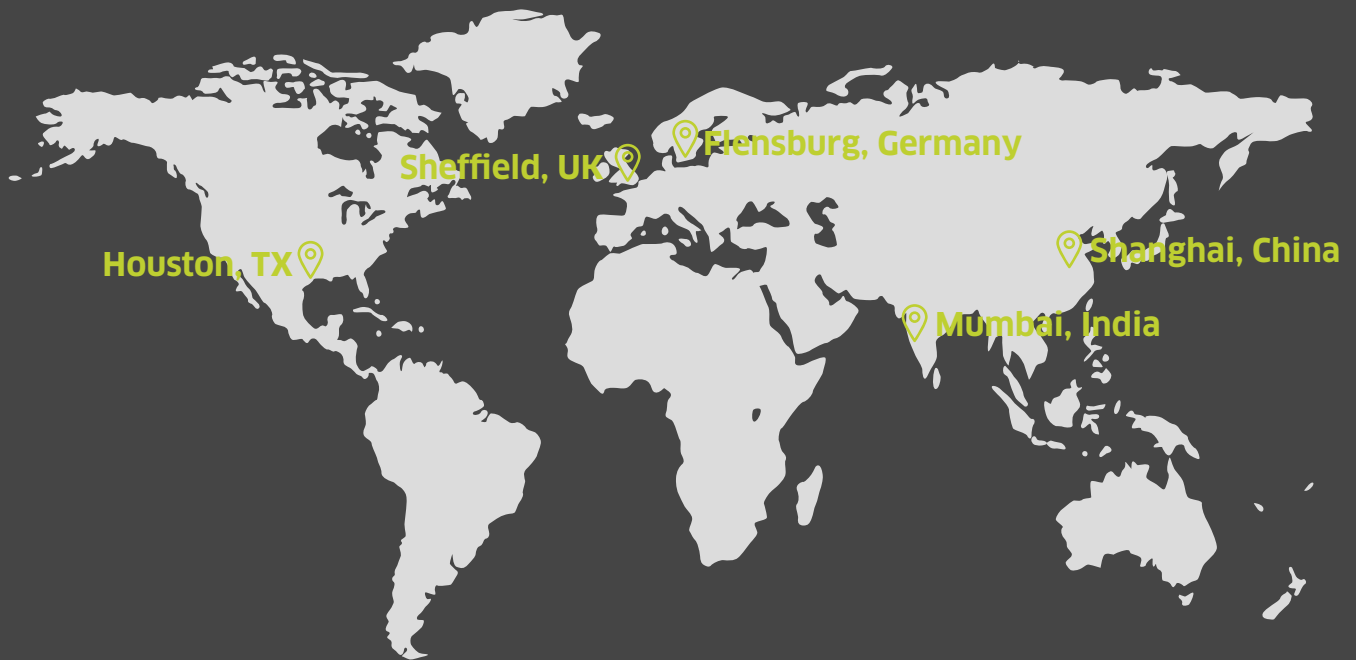 Flensburg, Germany
Sheffield, UK
Houston, TX
Shanghai, China
Mumbai, India